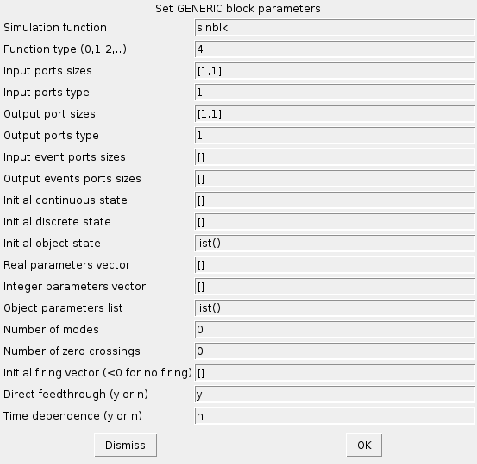 Set GENERIC block parameters
Simulation function sinblk
Function type (0,1 2,..) 4
Input ports sizes [1,1]
Input ports type 1
Output port sizes [1,1]
Output ports type 1
Input event ports sizes []
Output events ports sizes []
Initial continuous state []
Initial discrete state []
Initial object state list()
Real parameters vector []
Integer parameters vector []
Object parameters list list()
Number of modes 0
Number of zero crossings 0
Initial firing vector (<0 for no firing) []
Direct feedthrough (y or n) y
Time dependence (y or n) n
Dismiss OK